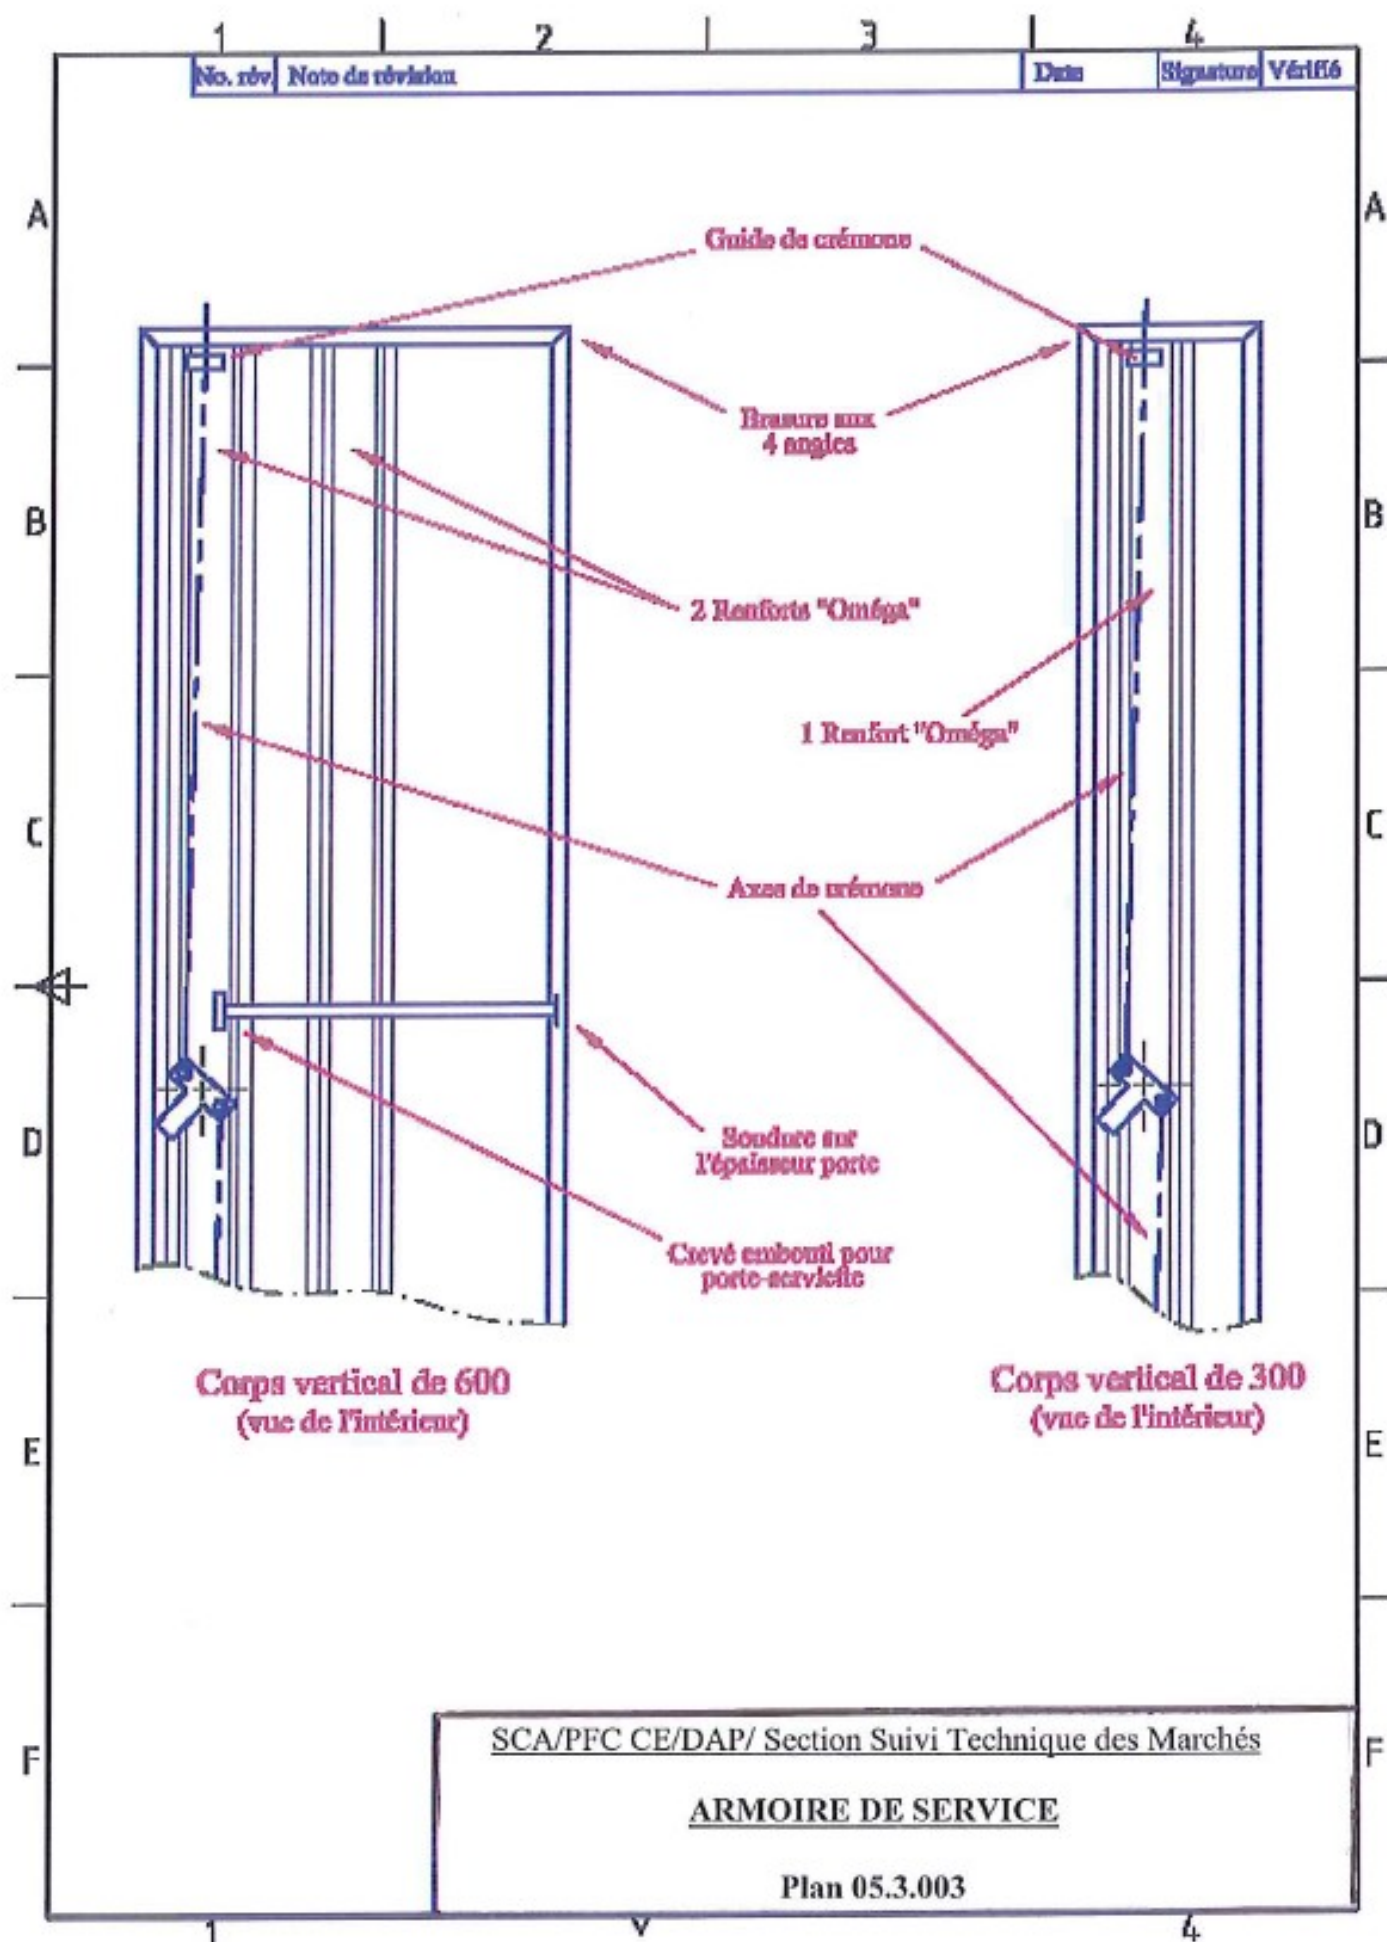 1 2 3 4
No. rév. Note de révision Date Signature Vérifié
A A
Guide de crémone
Brasure aux
4 angles
B B
2 Renforts "Oméga"
1 Renfort "Oméga"
C C
Axes de crémone
D D
Soudure sur
l'épaisseur porte
Crevé embouti pour
porte-serviette
Corps vertical de 600
(vue de l'intérieur)
Corps vertical de 300
(vue de l'intérieur)
E E
SCA/PFC CE/DAP/ Section Suivi Technique des Marchés
F F
ARMOIRE DE SERVICE
Plan 05.3.003
1 4